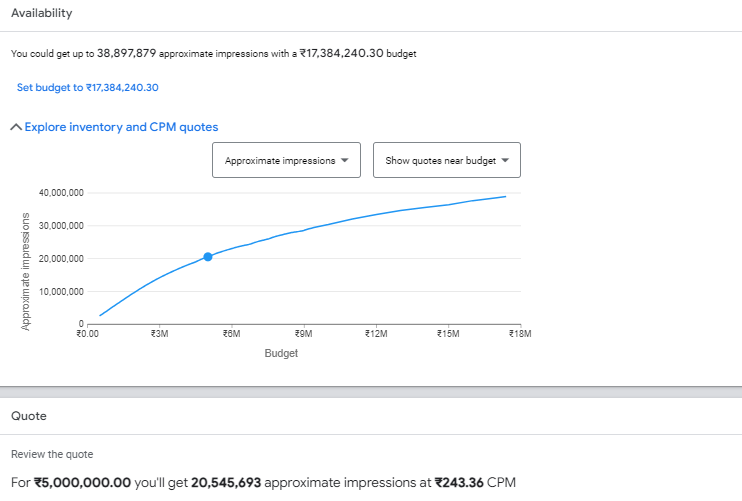 Availability
You could get up to 38,897,879 approximate impressions with a ₹17,384,240.30 budget
Set budget to ₹17,384,240.30
Explore inventory and CPM quotes
Approximate impressions
Show quotes near budget
40,000,000
30,000,000
20,000,000
10,000,000
0
Approximate impressions
₹0.00 ₹3M ₹6M ₹9M ₹12M ₹15M ₹18M
Budget
Quote
Review the quote
For ₹5,000,000.00 you'll get 20,545,693 approximate impressions at ₹243.36 CPM